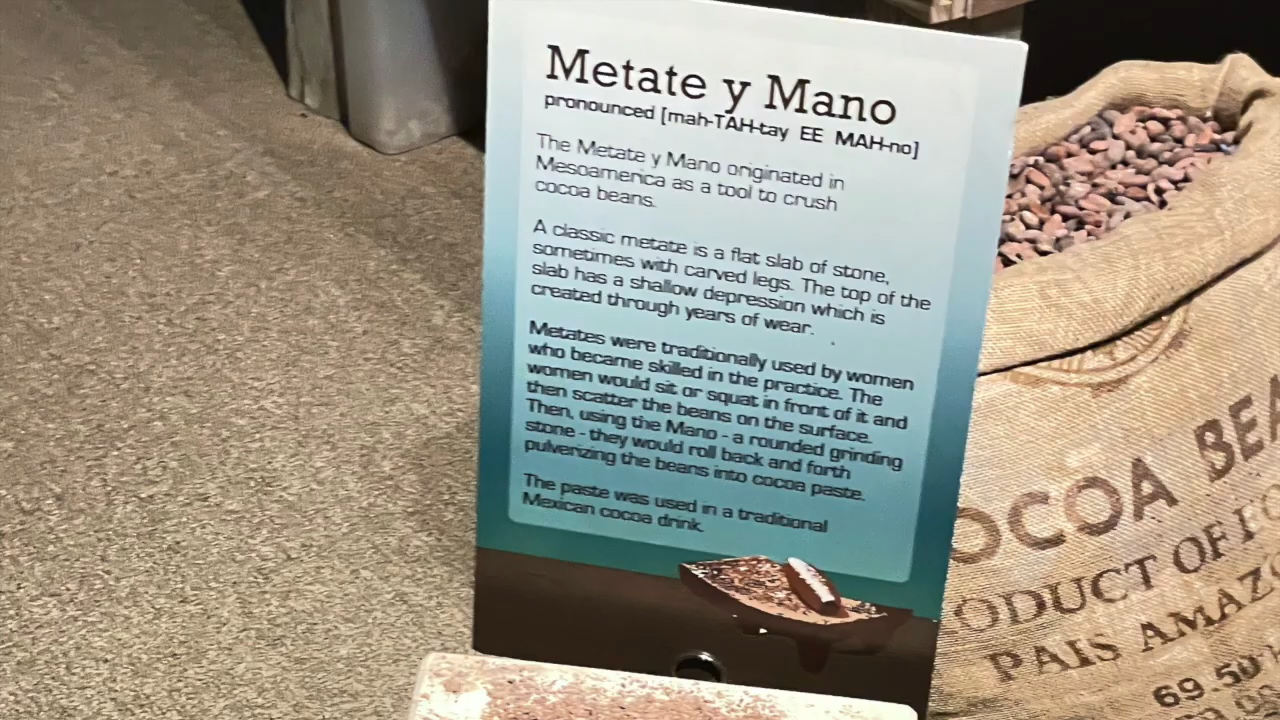 Metate y Mano
pronounced [mah-TAH-tay EE MAH-no]
The Metate y Mano originated in
Mesoamerica as a tool to crush
cocoa beans.
A classic metate is a flat slab of stone,
sometimes with carved legs. The top of the
slab has a shallow depression which is
created through years of wear.
Metates were traditionally used by women
who became skilled in the practice. The
women would sit or squat in front of it and
then scatter the beans on the surface.
Then, using the Mano - a rounded grinding
stone - they would roll back and forth
pulverizing the beans into cocoa paste.
The paste was used in a traditional
Mexican cocoa drink.
OCOA BEA
ODUCT OF
PAIS AMAZO
69.50